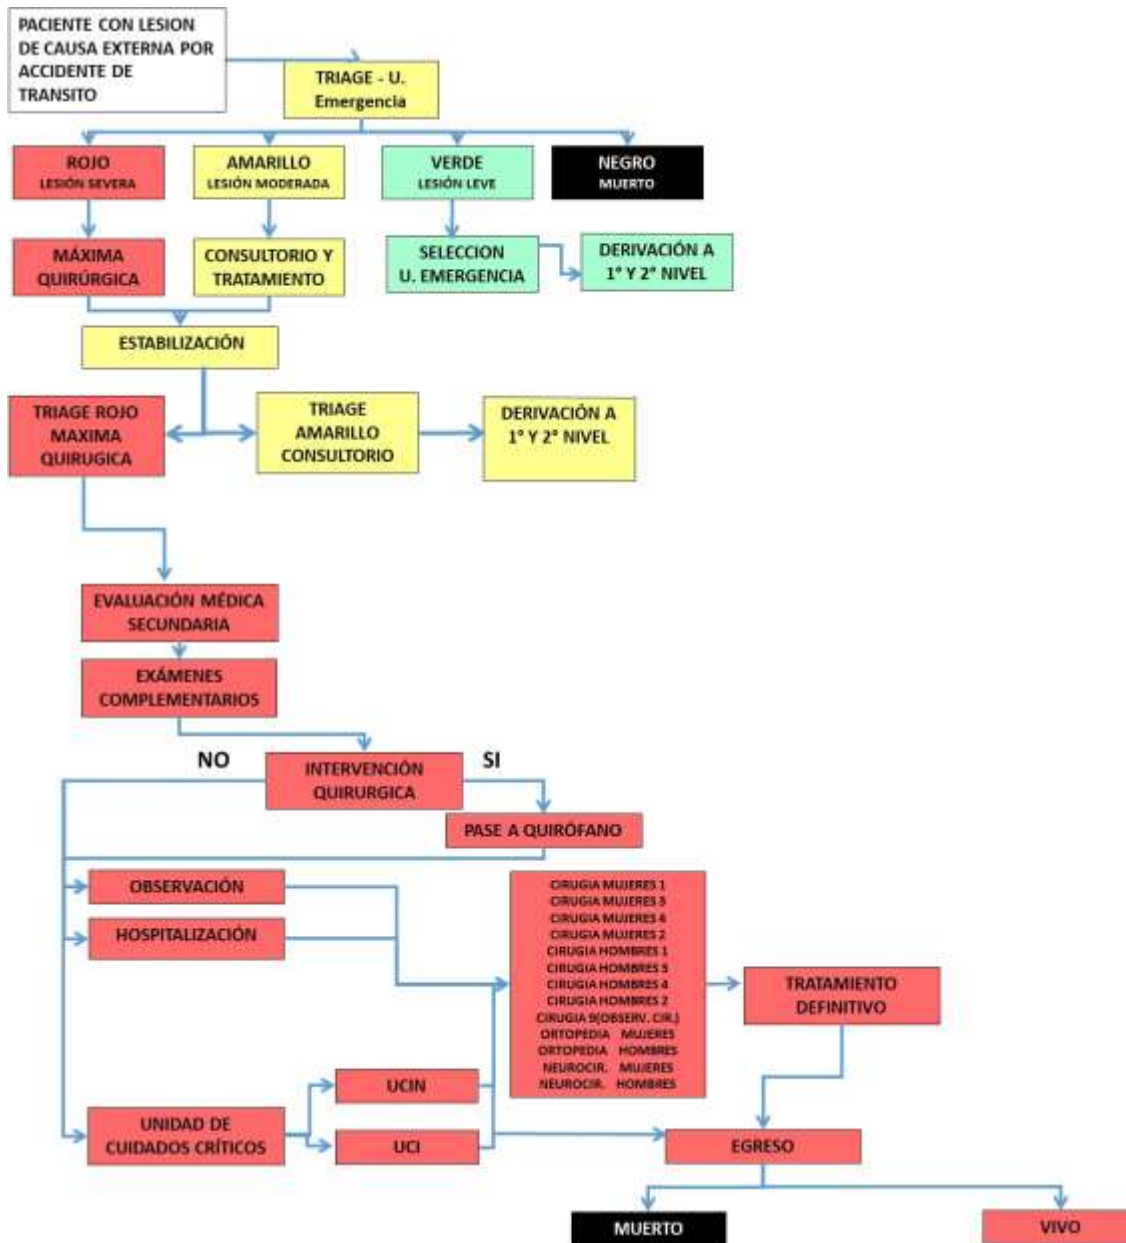 PACIENTE CON LESION
DE CAUSA EXTERNA POR
ACCIDENTE DE
TRANSITO
TRIAGE - U.
Emergencia
ROJO
LESIÓN SEVERA
AMARILLO
LESIÓN MODERADA
VERDE
LESIÓN LEVE
NEGRO
MUERTO
MÁXIMA
QUIRÚRGICA
CONSULTORIO Y
TRATAMIENTO
SELECCION
U. EMERGENCIA
DERIVACIÓN A
1° Y 2° NIVEL
ESTABILIZACIÓN
TRIAGE ROJO
MAXIMA
QUIRUGICA
TRIAGE
AMARILLO
CONSULTORIO
DERIVACIÓN A
1° Y 2° NIVEL
EVALUACIÓN MÉDICA
SECUNDARIA
EXÁMENES
COMPLEMENTARIOS
NO
INTERVENCIÓN
QUIRURGICA
SI
PASE A QUIRÓFANO
OBSERVACIÓN
HOSPITALIZACIÓN
CIRUGIA MUJERES 1
CIRUGIA MUJERES 3
CIRUGIA MUJERES 4
CIRUGIA MUJERES 2
CIRUGIA HOMBRES 1
CIRUGIA HOMBRES 3
CIRUGIA HOMBRES 4
CIRUGIA HOMBRES 2
CIRUGIA 9(OBSERV. CIR.)
ORTOPEDIA MUJERES
ORTOPEDIA HOMBRES
NEUROCIR. MUJERES
NEUROCIR. HOMBRES
TRATAMIENTO
DEFINITIVO
UCIN
UNIDAD DE
CUIDADOS CRÍTICOS
UCI
EGRESO
MUERTO
VIVO